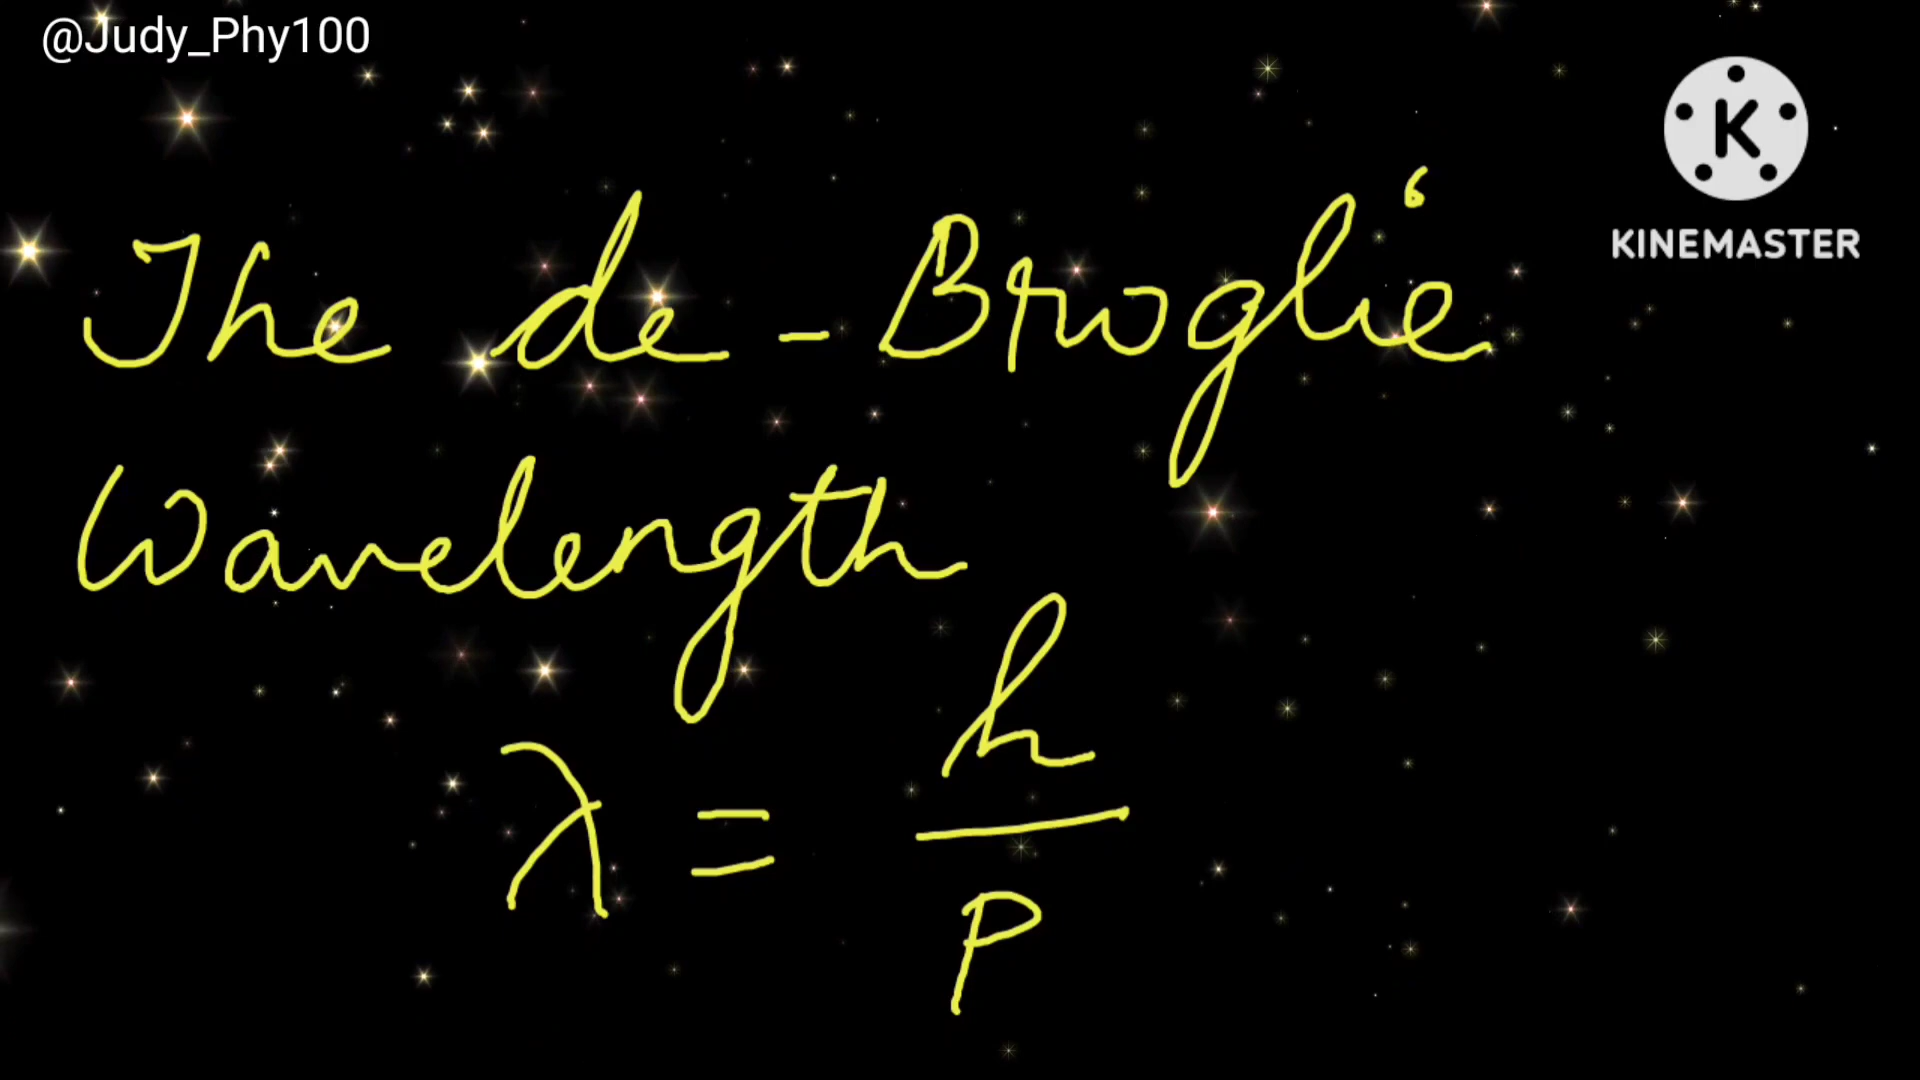 @Judy_Phy100
K
KINEMASTER
The de-Broglie
Wavelength
λ = h/p